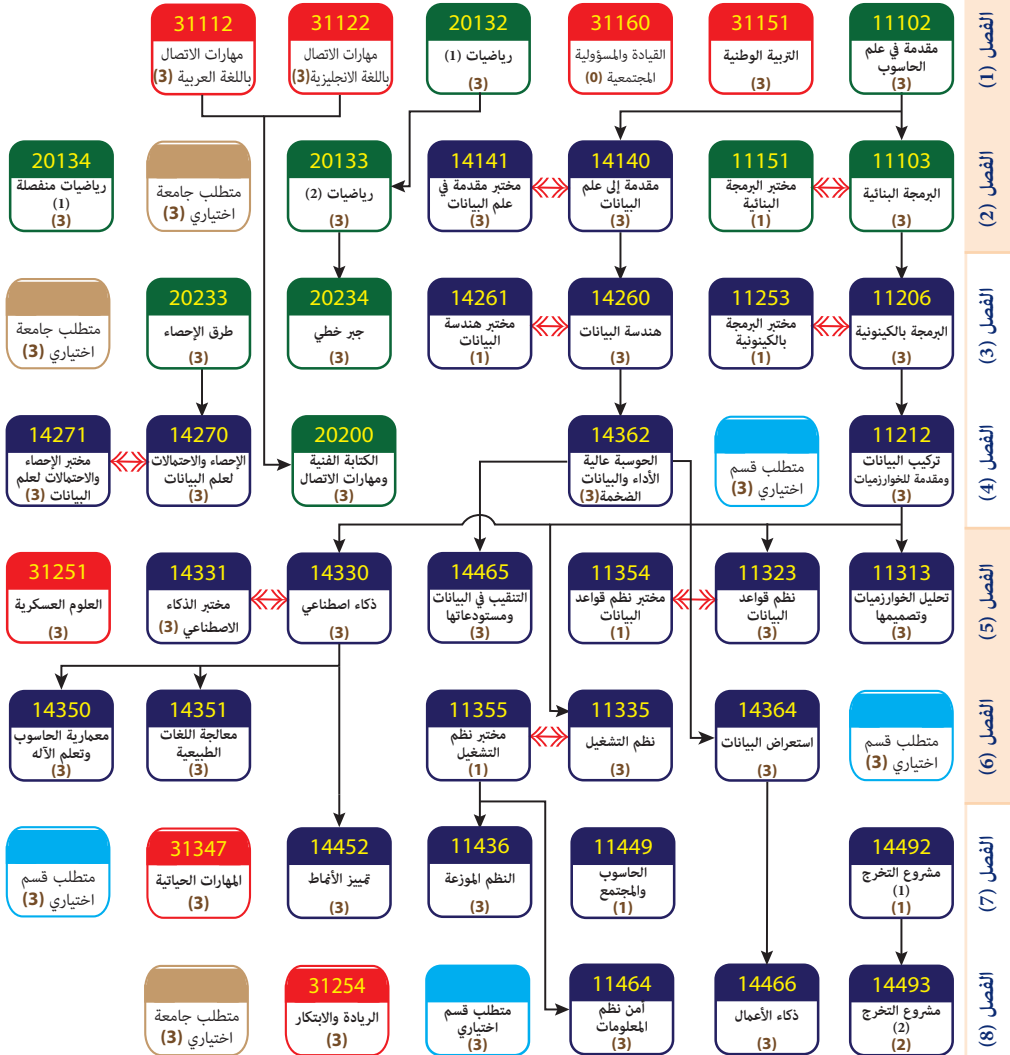 الفصل (1)
11102
مقدمة في علم
الحاسوب
(3)
31151
التربية الوطنية
(3)
31160
القيادة والمسؤولية
المجتمعية (0)
20132
رياضيات (1)
(3)
31122
مهارات الاتصال
باللغة الانجليزية(3)
31112
مهارات الاتصال
باللغة العربية (3)
الفصل (2)
11103
البرمجة البنائية
(3)
11151
مختبر البرمجة
البنائية
(1)
14140
مقدمة إلى علم
البيانات
(3)
14141
مختبر مقدمة في
علم البيانات
(3)
20133
رياضيات (2)
(3)
متطلب جامعة
اختياري (3)
20134
رياضيات منفصلة
(1)
(3)
الفصل (3)
11206
البرمجة بالكينونية
(3)
11253
مختبر البرمجة
بالكينونية
(1)
14260
هندسة البيانات
(3)
14261
مختبر هندسة
البيانات
(1)
20234
جبر خطي
(3)
20233
طرق الإحصاء
(3)
متطلب جامعة
اختياري (3)
الفصل (4)
11212
تركيب البيانات
ومقدمة للخوارزميات
(3)
متطلب قسم
اختياري (3)
14362
الحوسبة عالية
الأداء والبيانات
الضخمة(3)
20200
الكتابة الفنية
ومهارات الاتصال
(3)
14270
الإحصاء والاحتمالات
لعلم البيانات
(3)
14271
مختبر الإحصاء
والاحتمالات لعلم
البيانات (3)
الفصل (5)
11313
تحليل الخوارزميات
وتصميمها
(3)
11323
نظم قواعد
البيانات
(3)
11354
مختبر نظم قواعد
البيانات
(1)
14465
التنقيب في البيانات
ومستودعاتها
(3)
14330
ذكاء اصطناعي
(3)
14331
مختبر الذكاء
الاصطناعي (3)
31251
العلوم العسكرية
(3)
الفصل (6)
متطلب قسم
اختياري (3)
14364
استعراض البيانات
(3)
11335
نظم التشغيل
(3)
11355
مختبر نظم
التشغيل
(1)
14351
معالجة اللغات
الطبيعية
(3)
14350
معمارية الحاسوب
وتعلم الآله
(3)
الفصل (7)
14492
مشروع التخرج
(1)
(1)
11449
الحاسوب
والمجتمع
(1)
11436
النظم الموزعة
(3)
14452
تمييز الأنماط
(3)
31347
المهارات الحياتية
(3)
متطلب قسم
اختياري (3)
الفصل (8)
14493
مشروع التخرج
(2)
(2)
14466
ذكاء الأعمال
(3)
11464
أمن نظم
المعلومات
(3)
متطلب قسم
اختياري
(3)
31254
الريادة والابتكار
(3)
متطلب جامعة
اختياري (3)